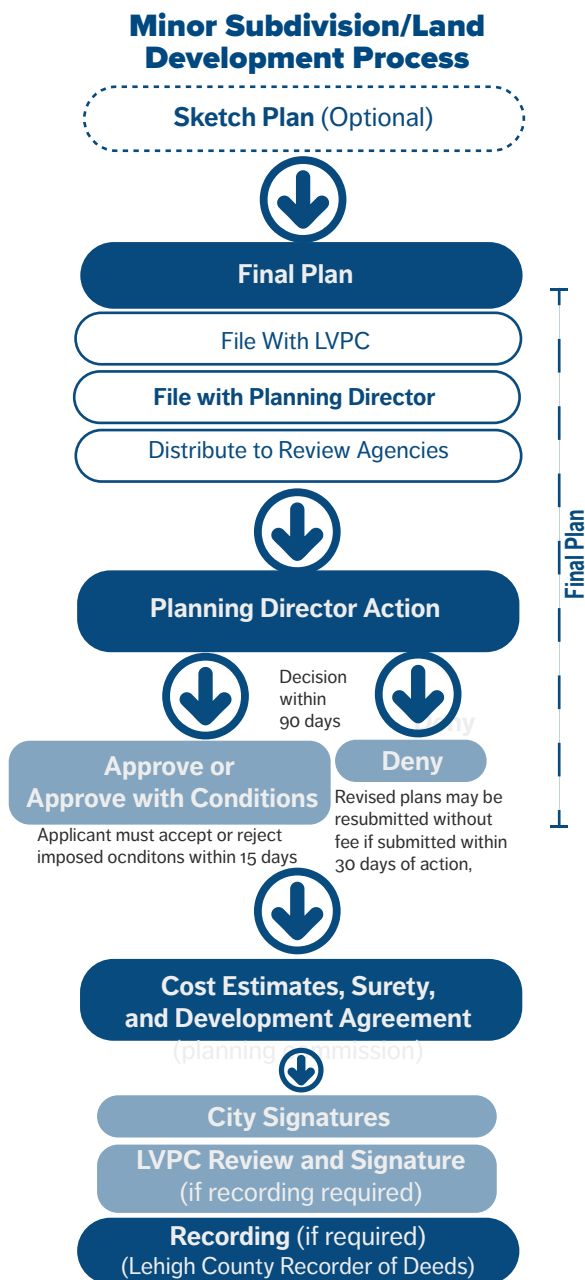 Minor Subdivision/Land
Development Process
Sketch Plan (Optional)
Final Plan
File With LVPC
File with Planning Director
Distribute to Review Agencies
Final Plan
Planning Director Action
Decision
within
90 days
Deny
Approve or
Approve with Conditions
Deny
Applicant must accept or reject
imposed ocnditons within 15 days
Revised plans may be
resubmitted without
fee if submitted within
30 days of action,
Cost Estimates, Surety,
and Development Agreement
(planning commission)
City Signatures
LVPC Review and Signature
(if recording required)
Recording (if required)
(Lehigh County Recorder of Deeds)